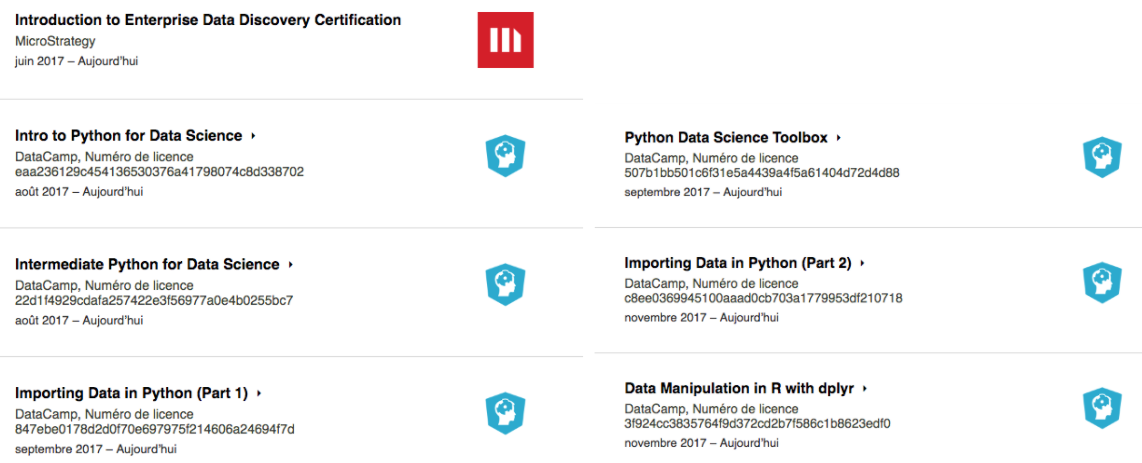 Introduction to Enterprise Data Discovery Certification
MicroStrategy
juin 2017 – Aujourd'hui
Intro to Python for Data Science
DataCamp, Numéro de licence
eaa236129c454136530376a41798074c8d338702
août 2017 – Aujourd'hui
Intermediate Python for Data Science
DataCamp, Numéro de licence
22d1f4929cdafa257422e3f56977a0e4b0255bc7
août 2017 – Aujourd'hui
Importing Data in Python (Part 1)
DataCamp, Numéro de licence
847ebe0178d2d0f70e697975f214606a24694f7d
septembre 2017 – Aujourd'hui
Python Data Science Toolbox
DataCamp, Numéro de licence
507b1bb501c6f31e5a4439a4f5a61404d72d4d88
septembre 2017 – Aujourd'hui
Importing Data in Python (Part 2)
DataCamp, Numéro de licence
c8ee0369945100aaad0cb703a1779953df210718
novembre 2017 – Aujourd'hui
Data Manipulation in R with dplyr
DataCamp, Numéro de licence
3f924cc3835764f9d372cd2b7f586c1b8623edf0
novembre 2017 – Aujourd'hui